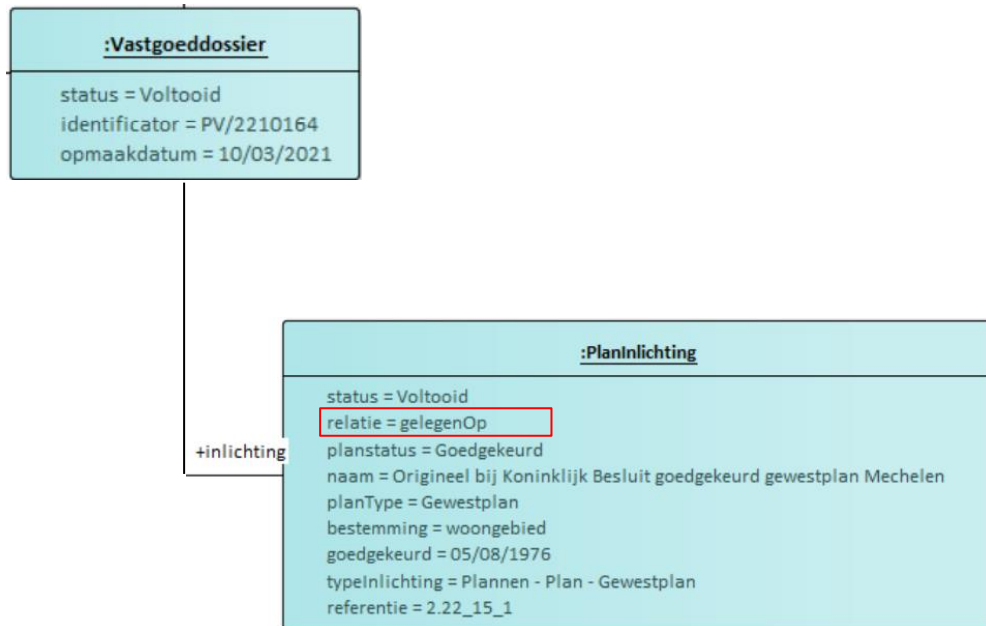 :Vastgoeddossier
status = Voltooid
identificator = PV/2210164
opmaakdatum = 10/03/2021
:PlanInlichting
status = Voltooid
relatie = gelegenOp
+inlichting
planstatus = Goedgekeurd
naam = Origineel bij Koninklijk Besluit goedgekeurd gewestplan Mechelen
planType = Gewestplan
bestemming = woongebied
goedgekeurd = 05/08/1976
typeInlichting = Plannen - Plan - Gewestplan
referentie = 2.22_15_1